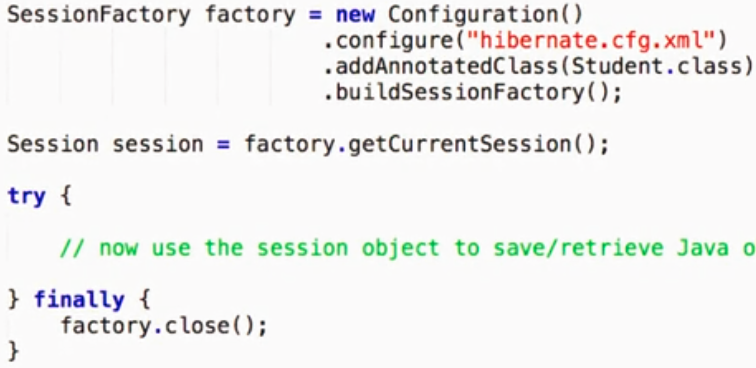 SessionFactory factory = new Configuration()
.configure("hibernate.cfg.xml")
.addAnnotatedClass(Student.class)
.buildSessionFactory();
Session session = factory.getCurrentSession();
try {
// now use the session object to save/retrieve Java o
} finally {
factory.close();
}